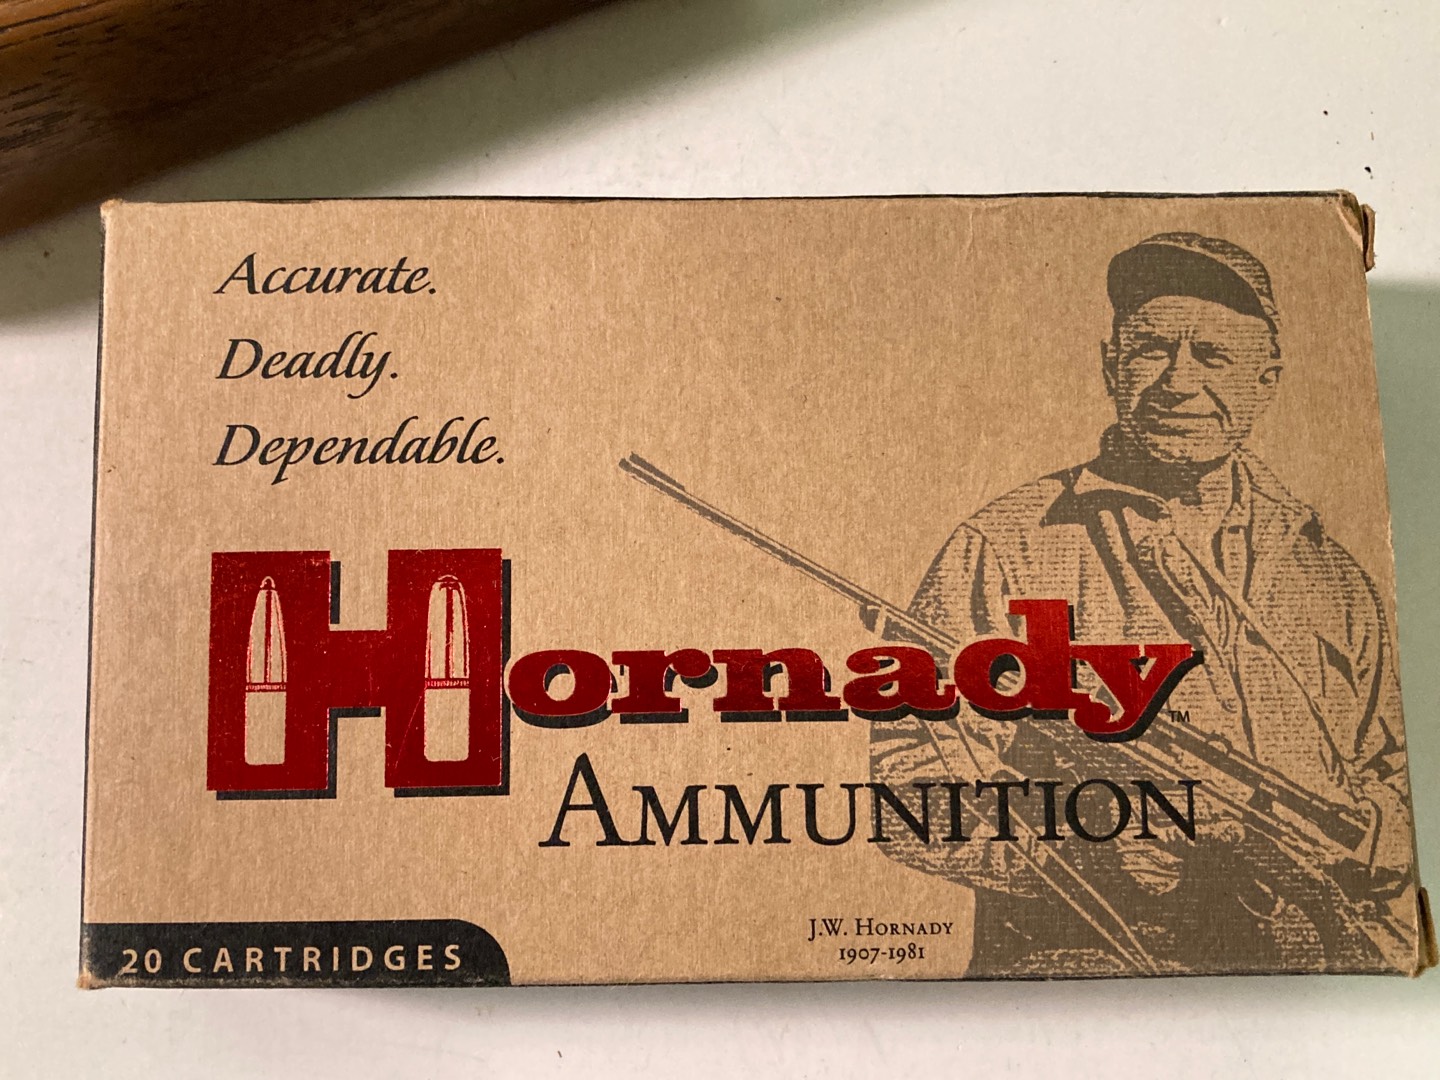 Accurate.
Deadly.
Dependable.
Hornady™
AMMUNITION
J.W. HORNADY
1907-1981
20 CARTRIDGES